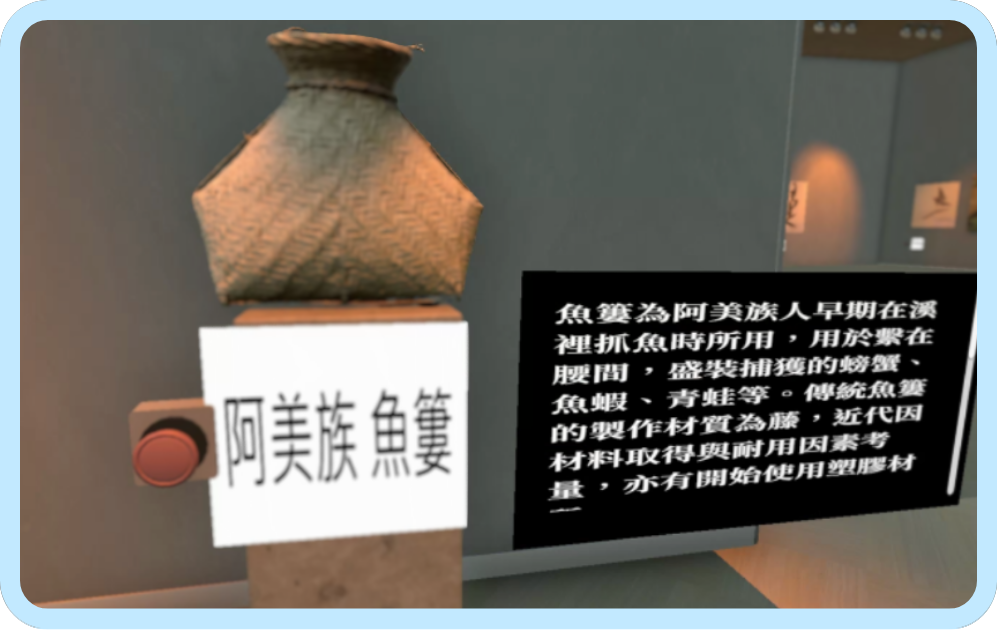 阿美族 魚簍
魚簍為阿美族人早期在溪
裡抓魚時所用，用於繫在
腰間，盛裝捕獲的螃蟹、
魚蝦、青蛙等。傳統魚簍
的製作材質為藤，近代因
材料取得與耐用因素考
量，亦有開始使用塑膠材